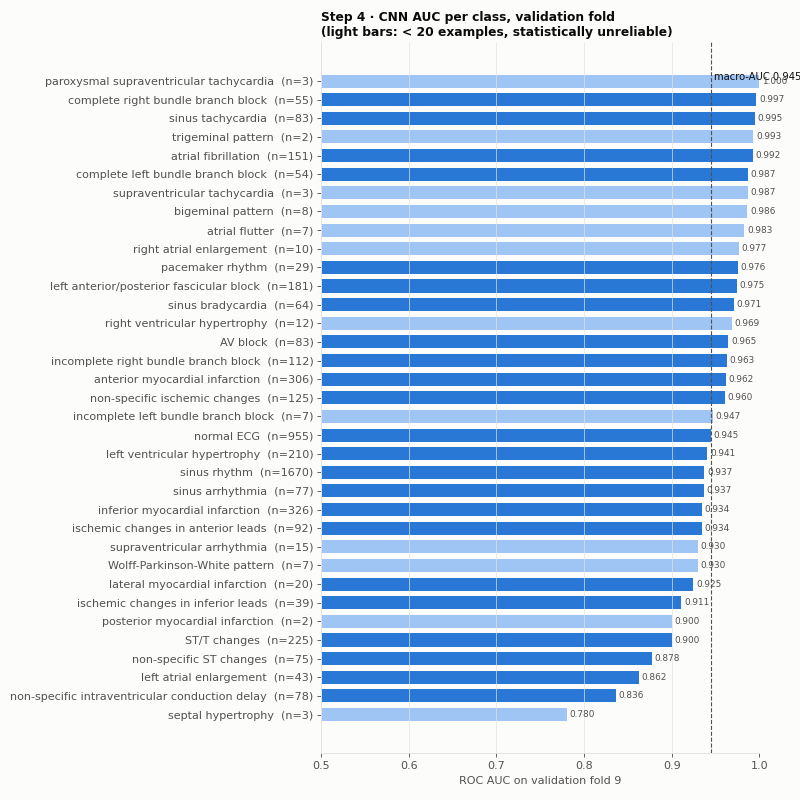 Step 4 · CNN AUC per class, validation fold
(light bars: < 20 examples, statistically unreliable)
macro-AUC 0.945
paroxysmal supraventricular tachycardia (n=3) 1.000
complete right bundle branch block (n=55) 0.997
sinus tachycardia (n=83) 0.995
trigeminal pattern (n=2) 0.993
atrial fibrillation (n=151) 0.992
complete left bundle branch block (n=54) 0.987
supraventricular tachycardia (n=3) 0.987
bigeminal pattern (n=8) 0.986
atrial flutter (n=7) 0.983
right atrial enlargement (n=10) 0.977
pacemaker rhythm (n=29) 0.976
left anterior/posterior fascicular block (n=181) 0.975
sinus bradycardia (n=64) 0.971
right ventricular hypertrophy (n=12) 0.969
AV block (n=83) 0.965
incomplete right bundle branch block (n=112) 0.963
anterior myocardial infarction (n=306) 0.962
non-specific ischemic changes (n=125) 0.960
incomplete left bundle branch block (n=7) 0.947
normal ECG (n=955) 0.945
left ventricular hypertrophy (n=210) 0.941
sinus rhythm (n=1670) 0.937
sinus arrhythmia (n=77) 0.937
inferior myocardial infarction (n=326) 0.934
ischemic changes in anterior leads (n=92) 0.934
supraventricular arrhythmia (n=15) 0.930
Wolff-Parkinson-White pattern (n=7) 0.930
lateral myocardial infarction (n=20) 0.925
ischemic changes in inferior leads (n=39) 0.911
posterior myocardial infarction (n=2) 0.900
ST/T changes (n=225) 0.900
non-specific ST changes (n=75) 0.878
left atrial enlargement (n=43) 0.862
non-specific intraventricular conduction delay (n=78) 0.836
septal hypertrophy (n=3) 0.780
0.5 0.6 0.7 0.8 0.9 1.0
ROC AUC on validation fold 9